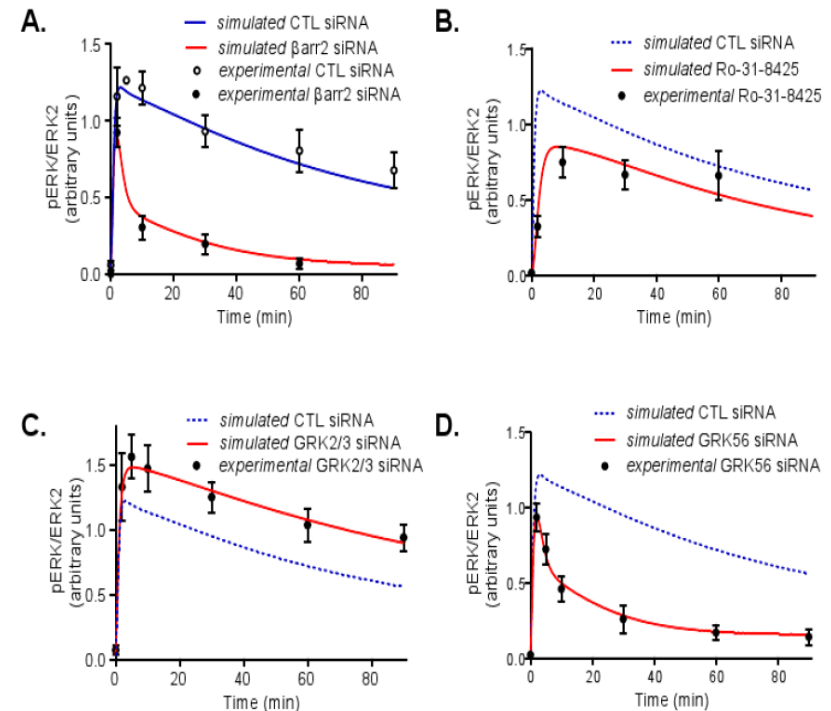 A.
simulated CTL siRNA
simulated βarr2 siRNA
experimental CTL siRNA
experimental βarr2 siRNA
pERK/ERK2
(arbitrary units)
1.5
1.0
0.5
0.0
0 20 40 60 80
Time (min)
B.
simulated CTL siRNA
simulated Ro-31-8425
experimental Ro-31-8425
pERK/ERK2
(arbitrary units)
1.5
1.0
0.5
0.0
0 20 40 60 80
Time (min)
C.
simulated CTL siRNA
simulated GRK2/3 siRNA
experimental GRK2/3 siRNA
pERK/ERK2
(arbitrary units)
1.5
1.0
0.5
0.0
0 20 40 60 80
Time (min)
D.
simulated CTL siRNA
simulated GRK56 siRNA
experimental GRK56 siRNA
pERK/ERK2
(arbitrary units)
1.5
1.0
0.5
0.0
0 20 40 60 80
Time (min)